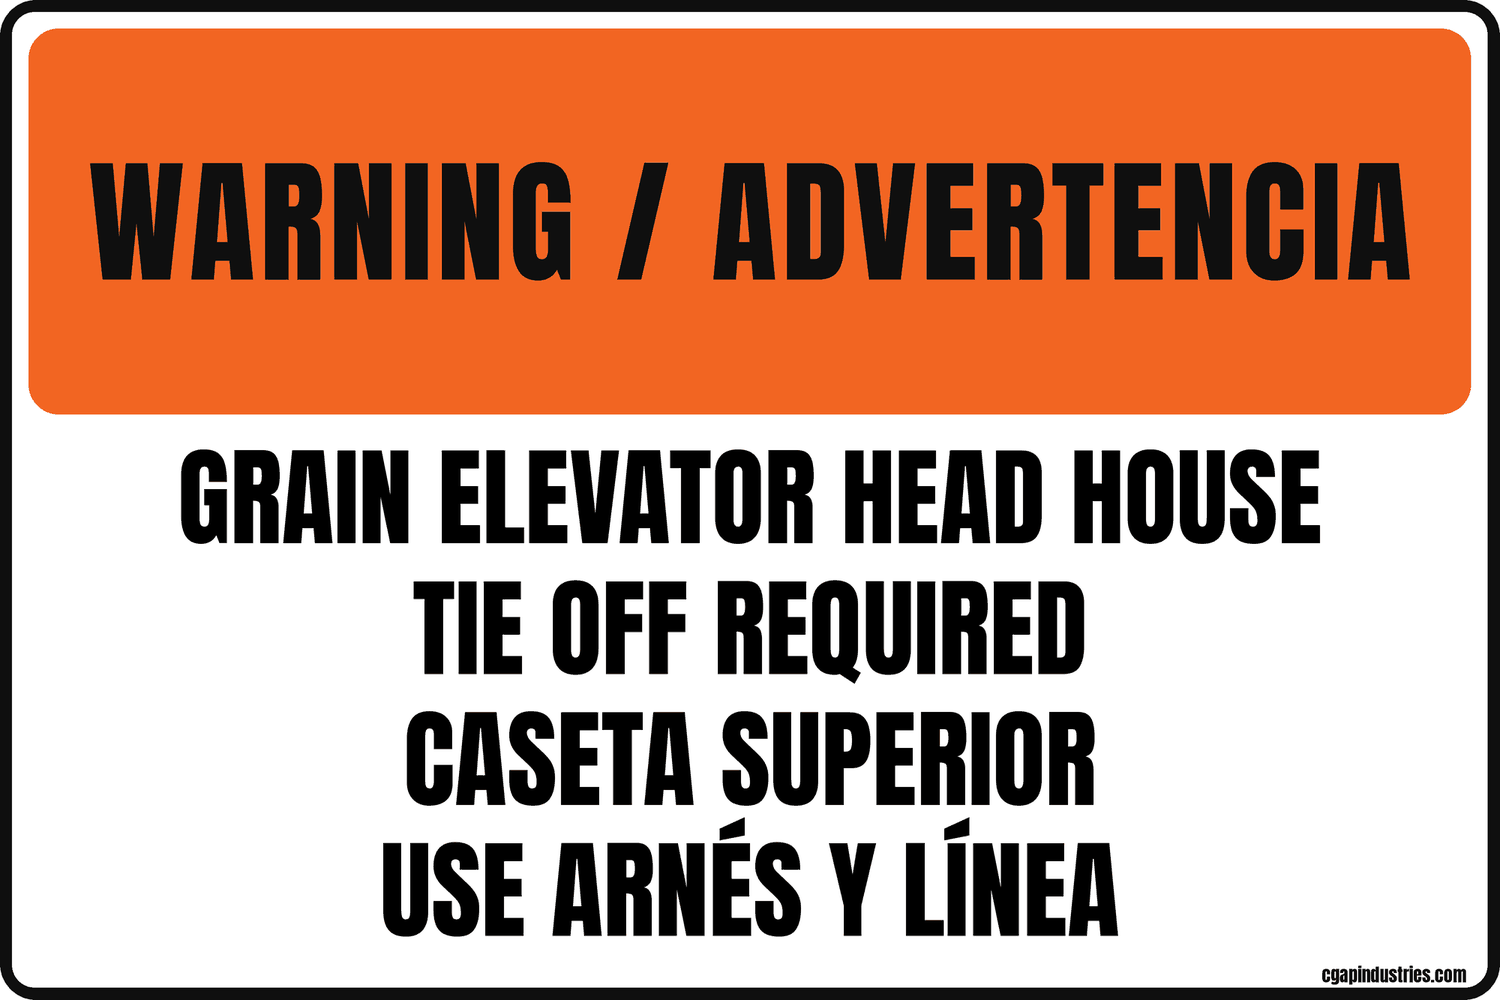 WARNING / ADVERTENCIA
GRAIN ELEVATOR HEAD HOUSE
TIE OFF REQUIRED
CASETA SUPERIOR
USE ARNÉS Y LÍNEA
cgapindustries.com